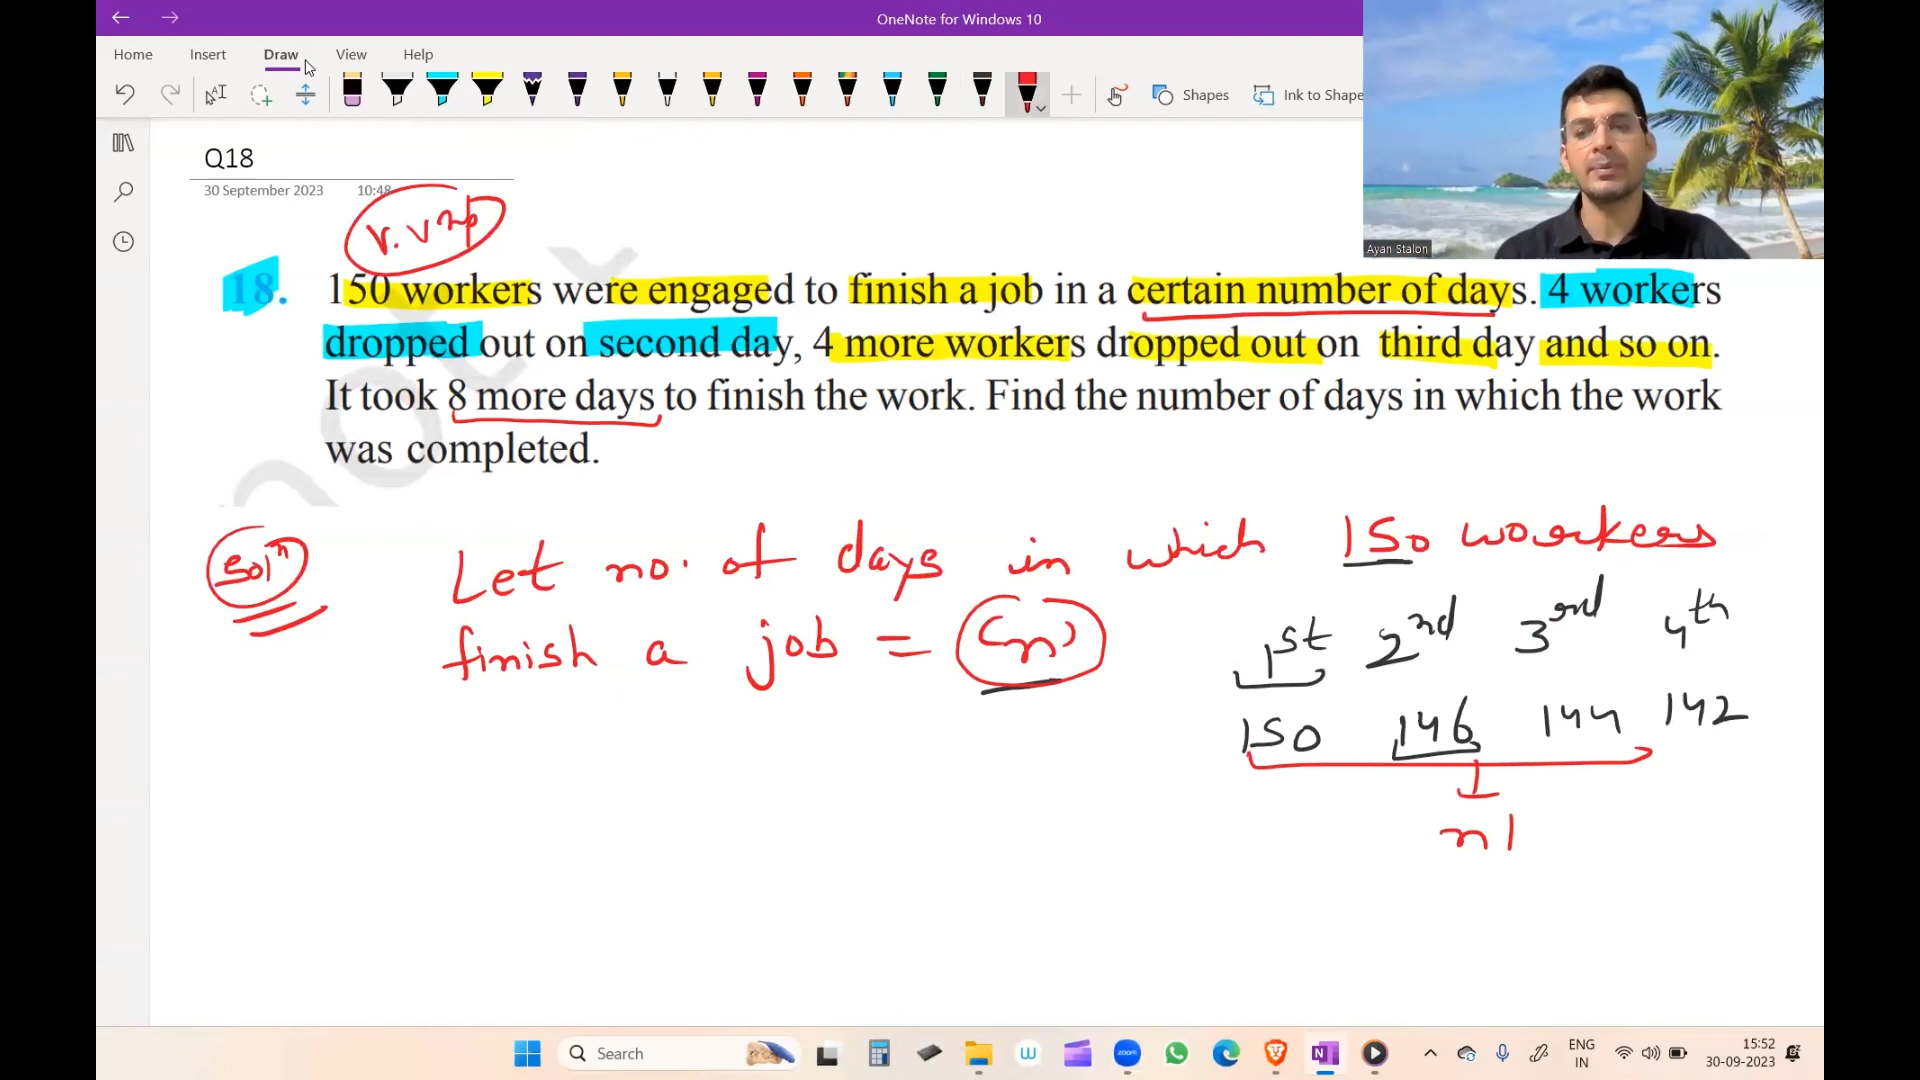 OneNote for Windows 10
Home Insert Draw View Help
Shapes Ink to Shape
Q18
30 September 2023 10:48
Ayan Stalon
18. 150 workers were engaged to finish a job in a certain number of days. 4 workers
dropped out on second day, 4 more workers dropped out on third day and so on.
It took 8 more days to finish the work. Find the number of days in which the work
was completed.
Solⁿ Let no. of days in which 150 workers
finish a job = 'n'
1st 2nd 3rd 4th
150 146 144 142
Search
ENG
IN
15:52
30-09-2023